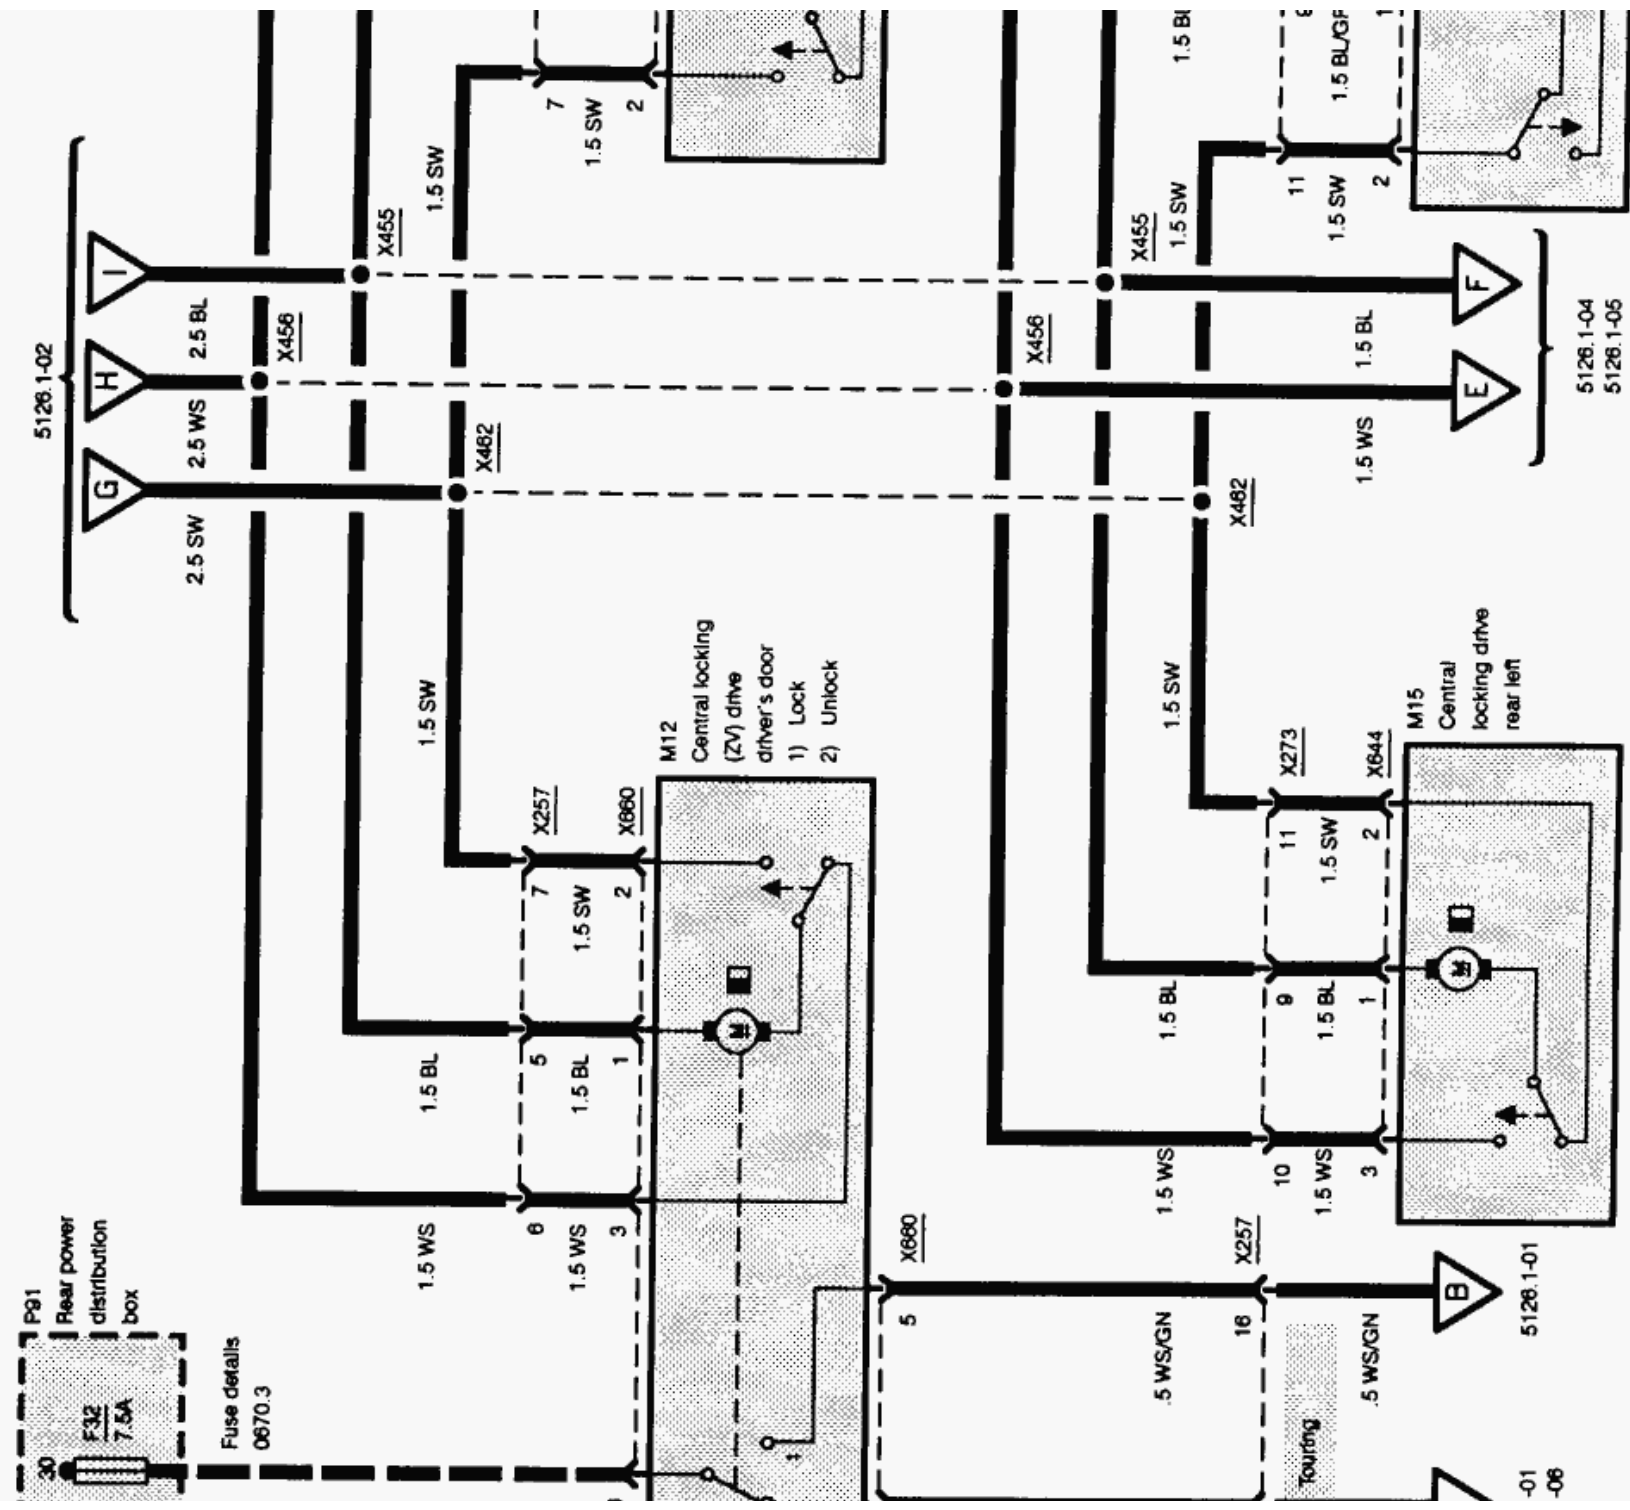 5126.1-02
I
H
G
2.5 BL
2.5 WS
2.5 SW
X455
X456
X462
1.5 SW
7
1.5 SW
2
1.5 SW
1.5 BL
1.5 WS
X257
X660
7
1.5 SW
2
5
1.5 BL
1
6
1.5 WS
3
M12
Central locking
(ZV) drive
driver's door
1) Lock
2) Unlock
M
P91
Rear power
distribution
box
30
F32
7.5A
Fuse details
0670.3
1
X660
5
.5 WS/GN
X257
16
Touring
.5 WS/GN
B
5126.1-01
-01
-06
1.5 BL/GR
1.5 SW
11
1.5 SW
2
X455
X456
X462
1.5 BL
1.5 WS
F
E
5126.1-04
5126.1-05
1.5 SW
1.5 BL
1.5 WS
X273
X644
11
1.5 SW
2
9
1.5 BL
1
10
1.5 WS
3
M15
Central
locking drive
rear left
M